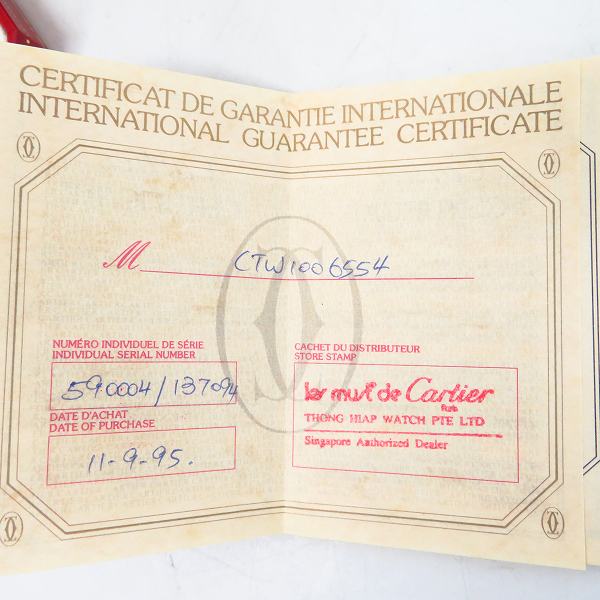 CERTIFICAT DE GARANTIE INTERNATIONALE
INTERNATIONAL GUARANTEE CERTIFICATE
M CTW1006554
NUMÉRO INDIVIDUEL DE SÉRIE
INDIVIDUAL SERIAL NUMBER
590004/137094
DATE D'ACHAT
DATE OF PURCHASE
11-9-95.
CACHET DU DISTRIBUTEUR
STORE STAMP
les must de Cartier
Paris
THONG HIAP WATCH PTE LTD
Singapore Authorized Dealer